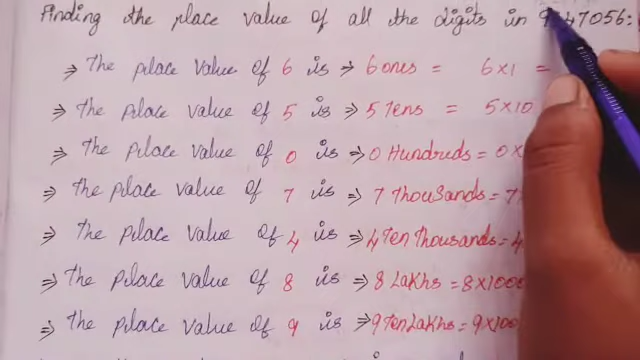 Finding the place value of all the digits in 9847056:
⇒ The place value of 6 is ⇒ 6 ones = 6×1 =
⇒ The place value of 5 is ⇒ 5 Tens = 5×10
⇒ The place value of 0 is ⇒ 0 Hundreds = 0×
⇒ The place value of 7 is ⇒ 7 Thousands = 7×
⇒ The place value of 4 is ⇒ 4 Ten Thousands = 4
⇒ The place value of 8 is ⇒ 8 Lakhs = 8×1000
⇒ The place value of 9 is ⇒ 9 Ten Lakhs = 9×100